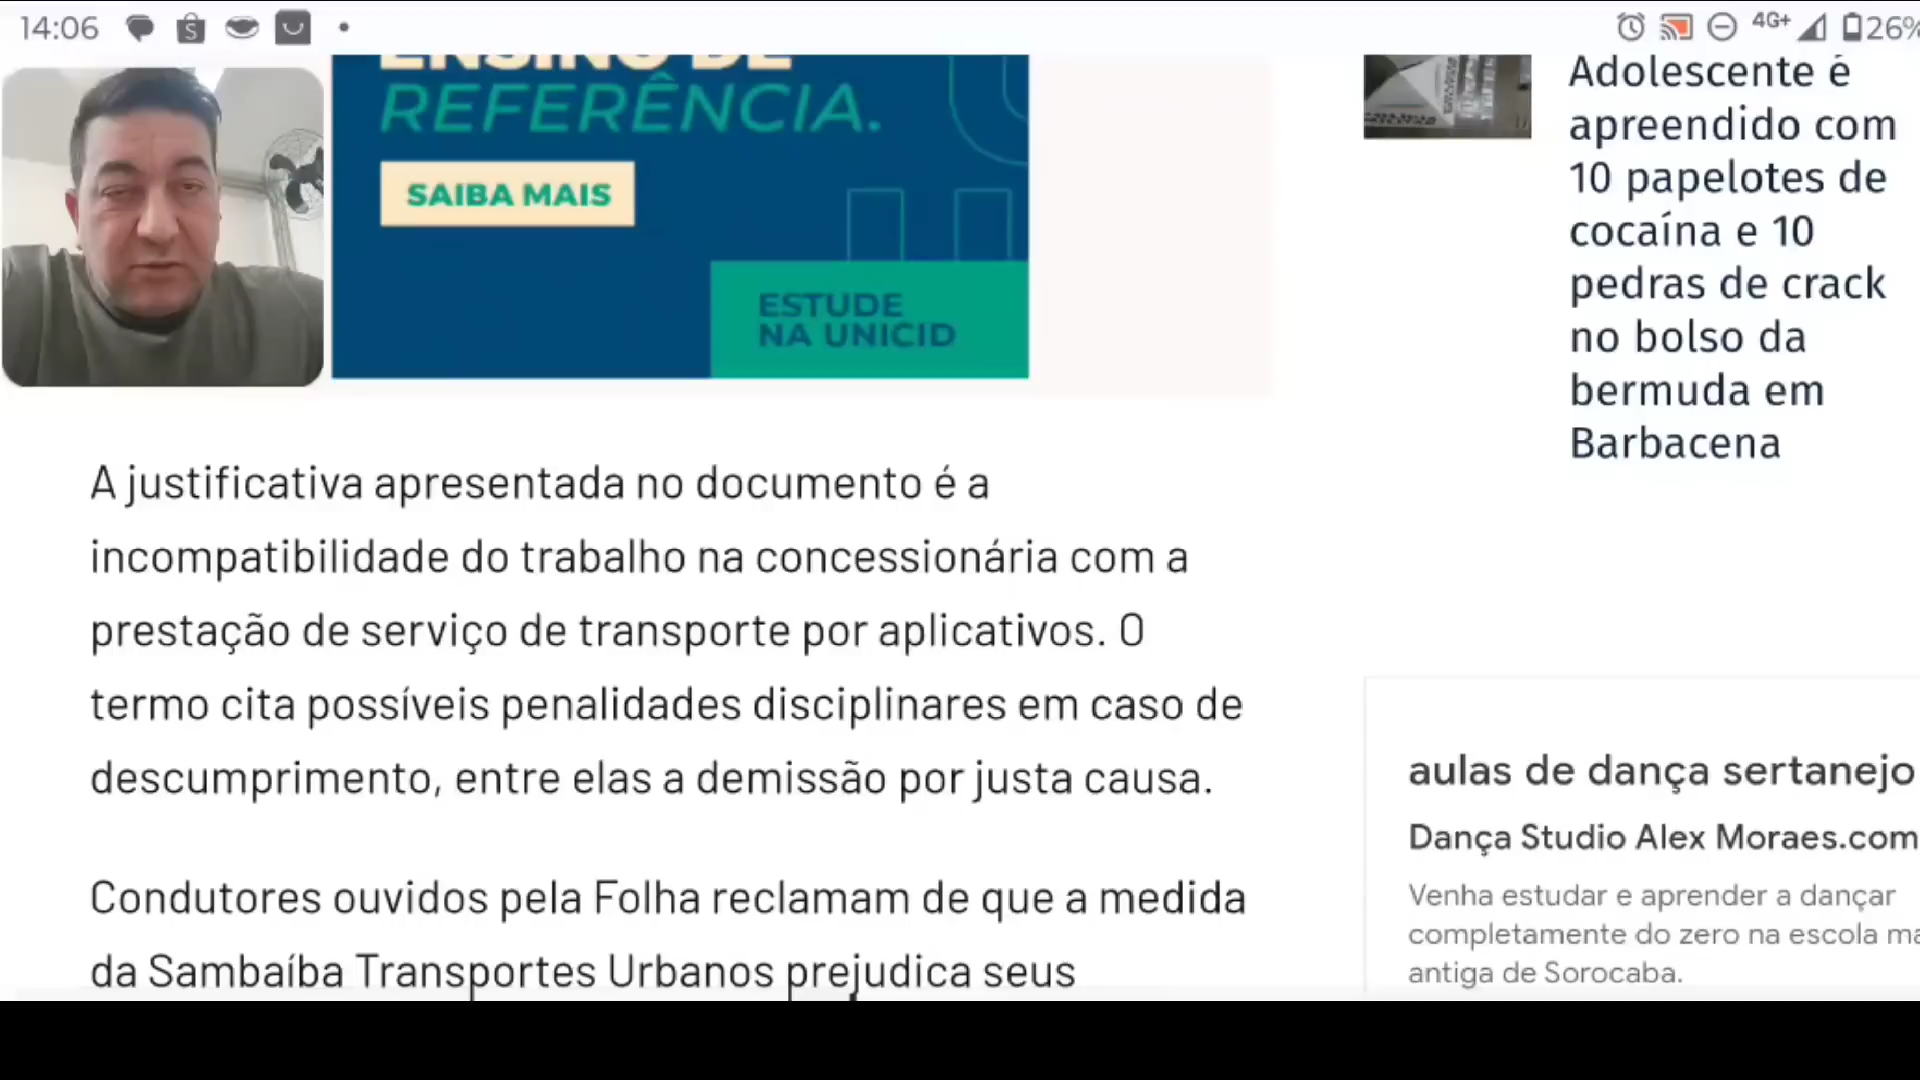 14:06
4G+
26%
ENSINO DE
REFERÊNCIA.
SAIBA MAIS
ESTUDE
NA UNICID
A justificativa apresentada no documento é a
incompatibilidade do trabalho na concessionária com a
prestação de serviço de transporte por aplicativos. O
termo cita possíveis penalidades disciplinares em caso de
descumprimento, entre elas a demissão por justa causa.
Condutores ouvidos pela Folha reclamam de que a medida
da Sambaíba Transportes Urbanos prejudica seus
Adolescente é
apreendido com
10 papelotes de
cocaína e 10
pedras de crack
no bolso da
bermuda em
Barbacena
aulas de dança sertanejo
Dança Studio Alex Moraes.com
Venha estudar e aprender a dançar
completamente do zero na escola ma
antiga de Sorocaba.